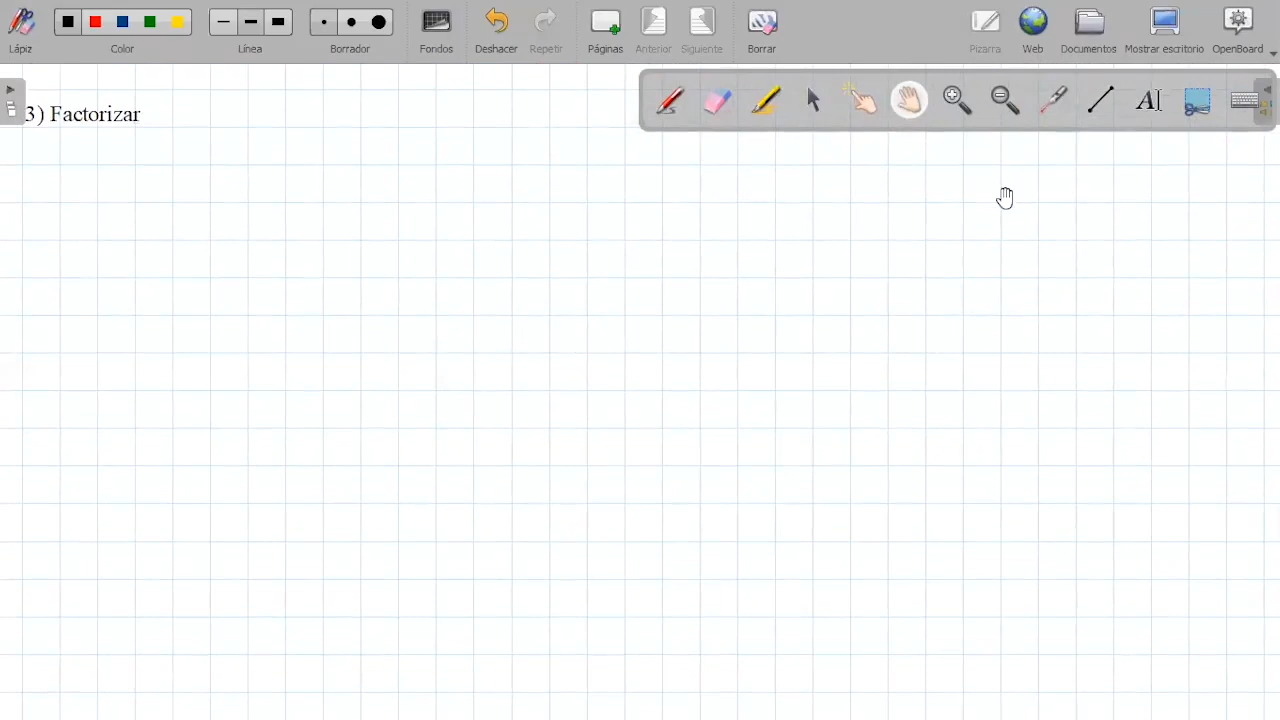 Lápiz Color Línea Borrador Fondos Deshacer Repetir Páginas Anterior Siguiente Borrar Pizarra Web Documentos Mostrar escritorio OpenBoard
3) Factorizar